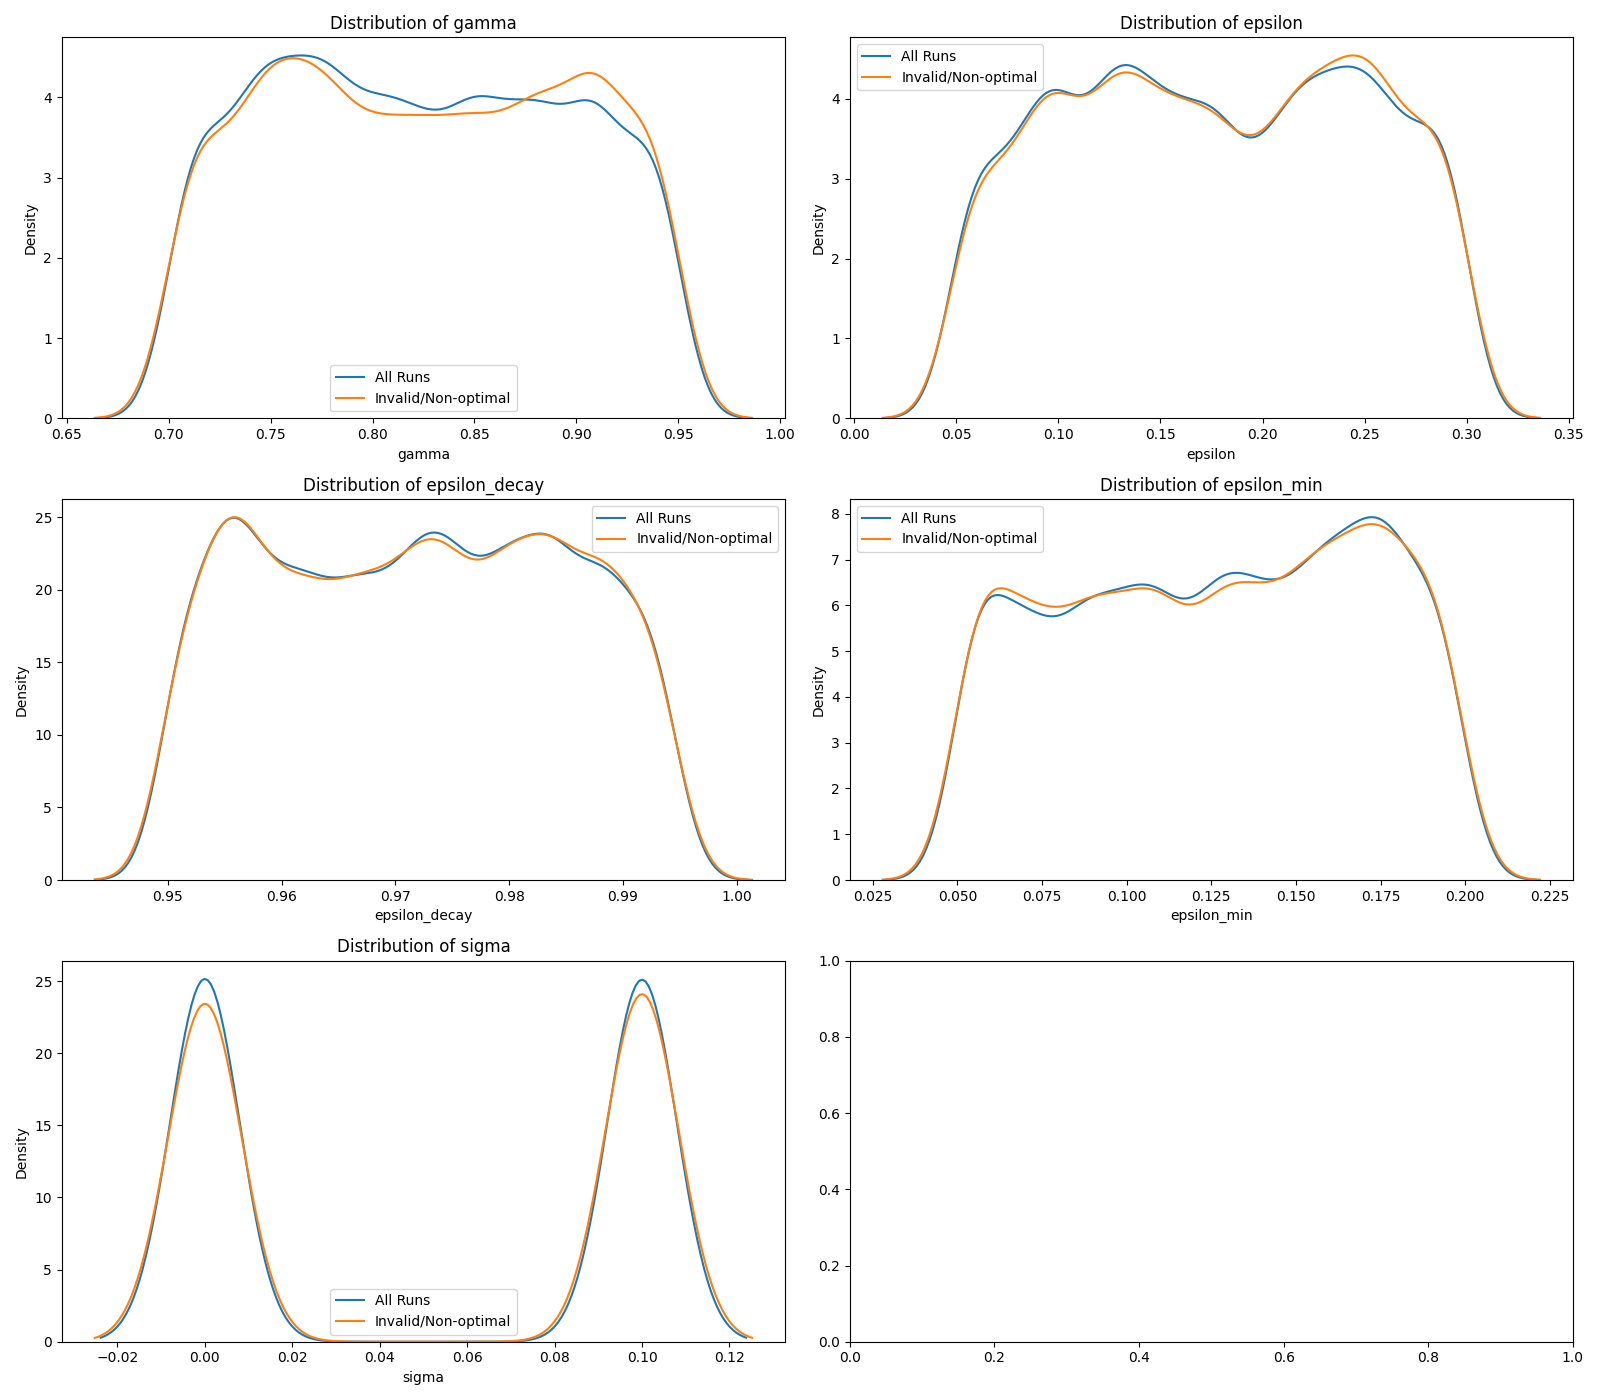 Distribution of gamma
Density
4
3
2
1
0
All Runs
Invalid/Non-optimal
0.65 0.70 0.75 0.80 0.85 0.90 0.95 1.00
gamma
Distribution of epsilon
All Runs
Invalid/Non-optimal
Density
4
3
2
1
0
0.00 0.05 0.10 0.15 0.20 0.25 0.30 0.35
epsilon
Distribution of epsilon_decay
All Runs
Invalid/Non-optimal
Density
25
20
15
10
5
0
0.95 0.96 0.97 0.98 0.99 1.00
epsilon_decay
Distribution of epsilon_min
All Runs
Invalid/Non-optimal
Density
8
7
6
5
4
3
2
1
0
0.025 0.050 0.075 0.100 0.125 0.150 0.175 0.200 0.225
epsilon_min
Distribution of sigma
Density
25
20
15
10
5
0
All Runs
Invalid/Non-optimal
−0.02 0.00 0.02 0.04 0.06 0.08 0.10 0.12
sigma
1.0
0.8
0.6
0.4
0.2
0.0
0.0 0.2 0.4 0.6 0.8 1.0